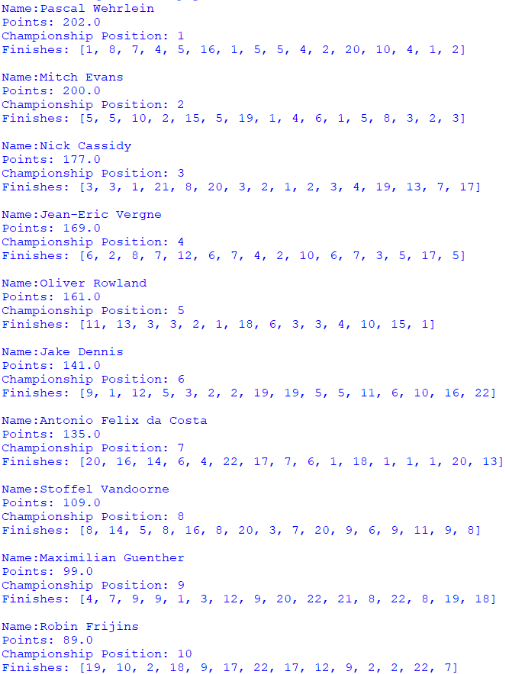 Name:Pascal Wehrlein
Points: 202.0
Championship Position: 1
Finishes: [1, 8, 7, 4, 5, 16, 1, 5, 5, 4, 2, 20, 10, 4, 1, 2]
Name:Mitch Evans
Points: 200.0
Championship Position: 2
Finishes: [5, 5, 10, 2, 15, 5, 19, 1, 4, 6, 1, 5, 8, 3, 2, 3]
Name:Nick Cassidy
Points: 177.0
Championship Position: 3
Finishes: [3, 3, 1, 21, 8, 20, 3, 2, 1, 2, 3, 4, 19, 13, 7, 17]
Name:Jean-Eric Vergne
Points: 169.0
Championship Position: 4
Finishes: [6, 2, 8, 7, 12, 6, 7, 4, 2, 10, 6, 7, 3, 5, 17, 5]
Name:Oliver Rowland
Points: 161.0
Championship Position: 5
Finishes: [11, 13, 3, 3, 2, 1, 18, 6, 3, 3, 4, 10, 15, 1]
Name:Jake Dennis
Points: 141.0
Championship Position: 6
Finishes: [9, 1, 12, 5, 3, 2, 2, 19, 19, 5, 5, 11, 6, 10, 16, 22]
Name:Antonio Felix da Costa
Points: 135.0
Championship Position: 7
Finishes: [20, 16, 14, 6, 4, 22, 17, 7, 6, 1, 18, 1, 1, 1, 20, 13]
Name:Stoffel Vandoorne
Points: 109.0
Championship Position: 8
Finishes: [8, 14, 5, 8, 16, 8, 20, 3, 7, 20, 9, 6, 9, 11, 9, 8]
Name:Maximilian Guenther
Points: 99.0
Championship Position: 9
Finishes: [4, 7, 9, 9, 1, 3, 12, 9, 20, 22, 21, 8, 22, 8, 19, 18]
Name:Robin Frijins
Points: 89.0
Championship Position: 10
Finishes: [19, 10, 2, 18, 9, 17, 22, 17, 12, 9, 2, 2, 22, 7]